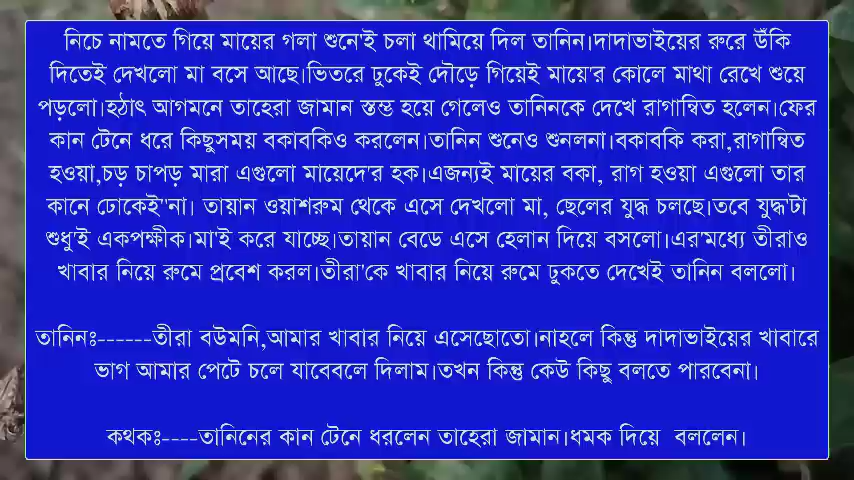 নিচে নামতে গিয়ে মায়ের গলা শুনে'ই চলা থামিয়ে দিল তানিন।দাদাভাইয়ের রুরে উঁকি
দিতেই দেখলো মা বসে আছে।ভিতরে ঢুকেই দৌড়ে গিয়েই মায়ে'র কোলে মাথা রেখে শুয়ে
পড়লো।হঠাৎ আগমনে তাহেরা জামান স্তম্ভ হয়ে গেলেও তানিনকে দেখে রাগান্বিত হলেন।ফের
কান টেনে ধরে কিছুসময় বকাবকিও করলেন।তানিন শুনেও শুনলনা।বকাবকি করা,রাগান্বিত
হওয়া,চড় চাপড় মারা এগুলো মায়েদে'র হক।এজন্যই মায়ের বকা, রাগ হওয়া এগুলো তার
কানে ঢোকেই"না। তায়ান ওয়াশরুম থেকে এসে দেখলো মা, ছেলের যুদ্ধ চলছে।তবে যুদ্ধ'টা
শুধু'ই একপক্ষীক।মা'ই করে যাচ্ছে।তায়ান বেডে এসে হেলান দিয়ে বসলো।এর'মধ্যে তীরাও
খাবার নিয়ে রুমে প্রবেশ করল।তীরা'কে খাবার নিয়ে রুমে ঢুকতে দেখেই তানিন বললো।
তানিনঃ------তীরা বউমনি,আমার খাবার নিয়ে এসেছোতো।নাহলে কিন্তু দাদাভাইয়ের খাবারে
ভাগ আমার পেটে চলে যাবেবলে দিলাম।তখন কিন্তু কেউ কিছু বলতে পারবেনা।
কথকঃ----তানিনের কান টেনে ধরলেন তাহেরা জামান।ধমক দিয়ে বললেন।